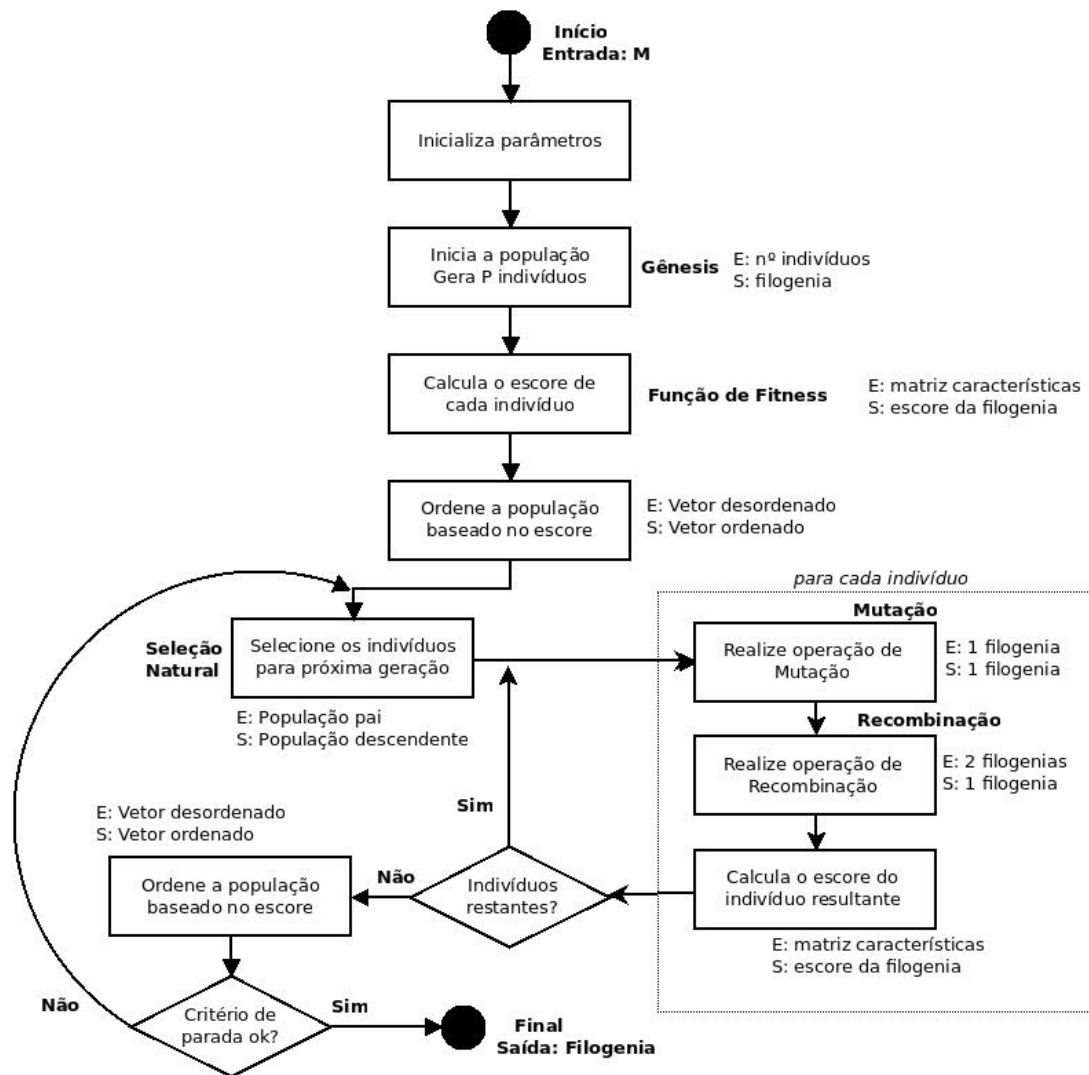 Início
Entrada: M
Inicializa parâmetros
Inicia a população
Gera P indivíduos
Gênesis
E: nº indivíduos
S: filogenia
Calcula o escore de
cada indivíduo
Função de Fitness
E: matriz características
S: escore da filogenia
Ordene a população
baseado no escore
E: Vetor desordenado
S: Vetor ordenado
para cada indivíduo
Seleção
Natural
Selecione os indivíduos
para próxima geração
E: População pai
S: População descendente
Mutação
Realize operação de
Mutação
E: 1 filogenia
S: 1 filogenia
Recombinação
Realize operação de
Recombinação
E: 2 filogenias
S: 1 filogenia
Calcula o escore do
indivíduo resultante
E: matriz características
S: escore da filogenia
Indivíduos
restantes?
Sim
Não
E: Vetor desordenado
S: Vetor ordenado
Ordene a população
baseado no escore
Critério de
parada ok?
Não
Sim
Final
Saída: Filogenia